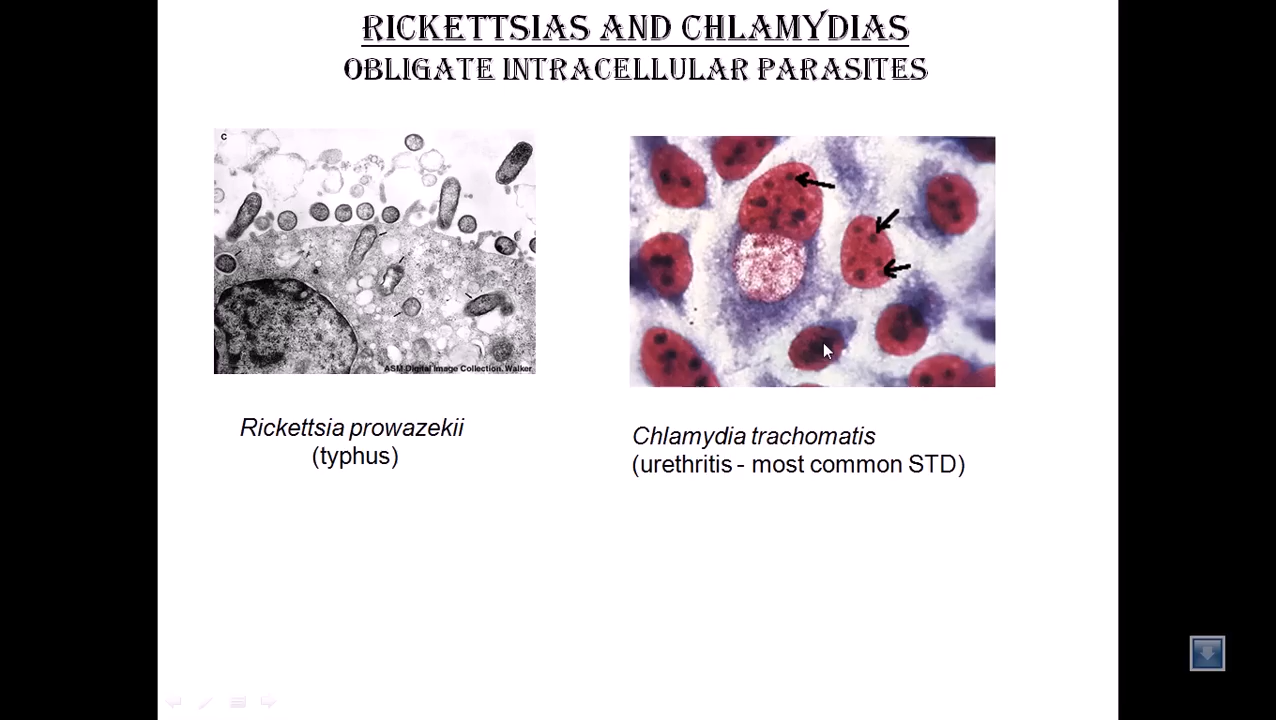 RICKETTSIAS AND CHLAMYDIAS
OBLIGATE INTRACELLULAR PARASITES
C
ASM Digital Image Collection. Walker
Rickettsia prowazekii
(typhus)
Chlamydia trachomatis
(urethritis - most common STD)